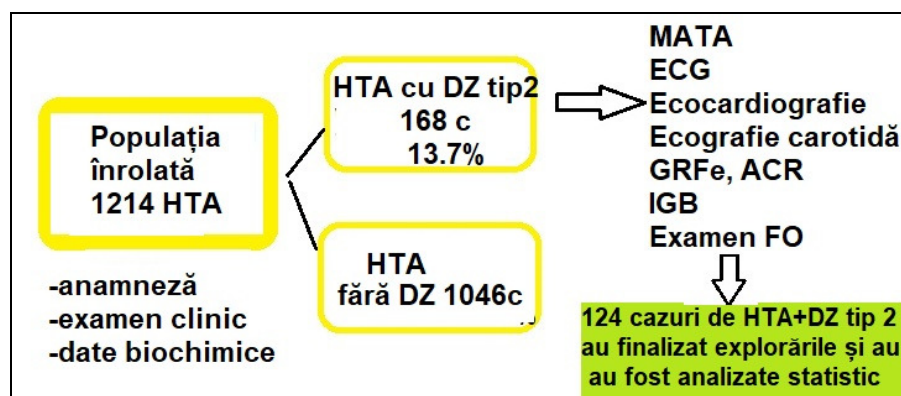 Populația
înrolată
1214 HTA
-anamneză
-examen clinic
-date biochimice
HTA cu DZ tip2
168 c
13.7%
HTA
fără DZ 1046c
MATA
ECG
Ecocardiografie
Ecografie carotidă
GRFe, ACR
IGB
Examen FO
124 cazuri de HTA+DZ tip 2
au finalizat explorările și au
au fost analizate statistic